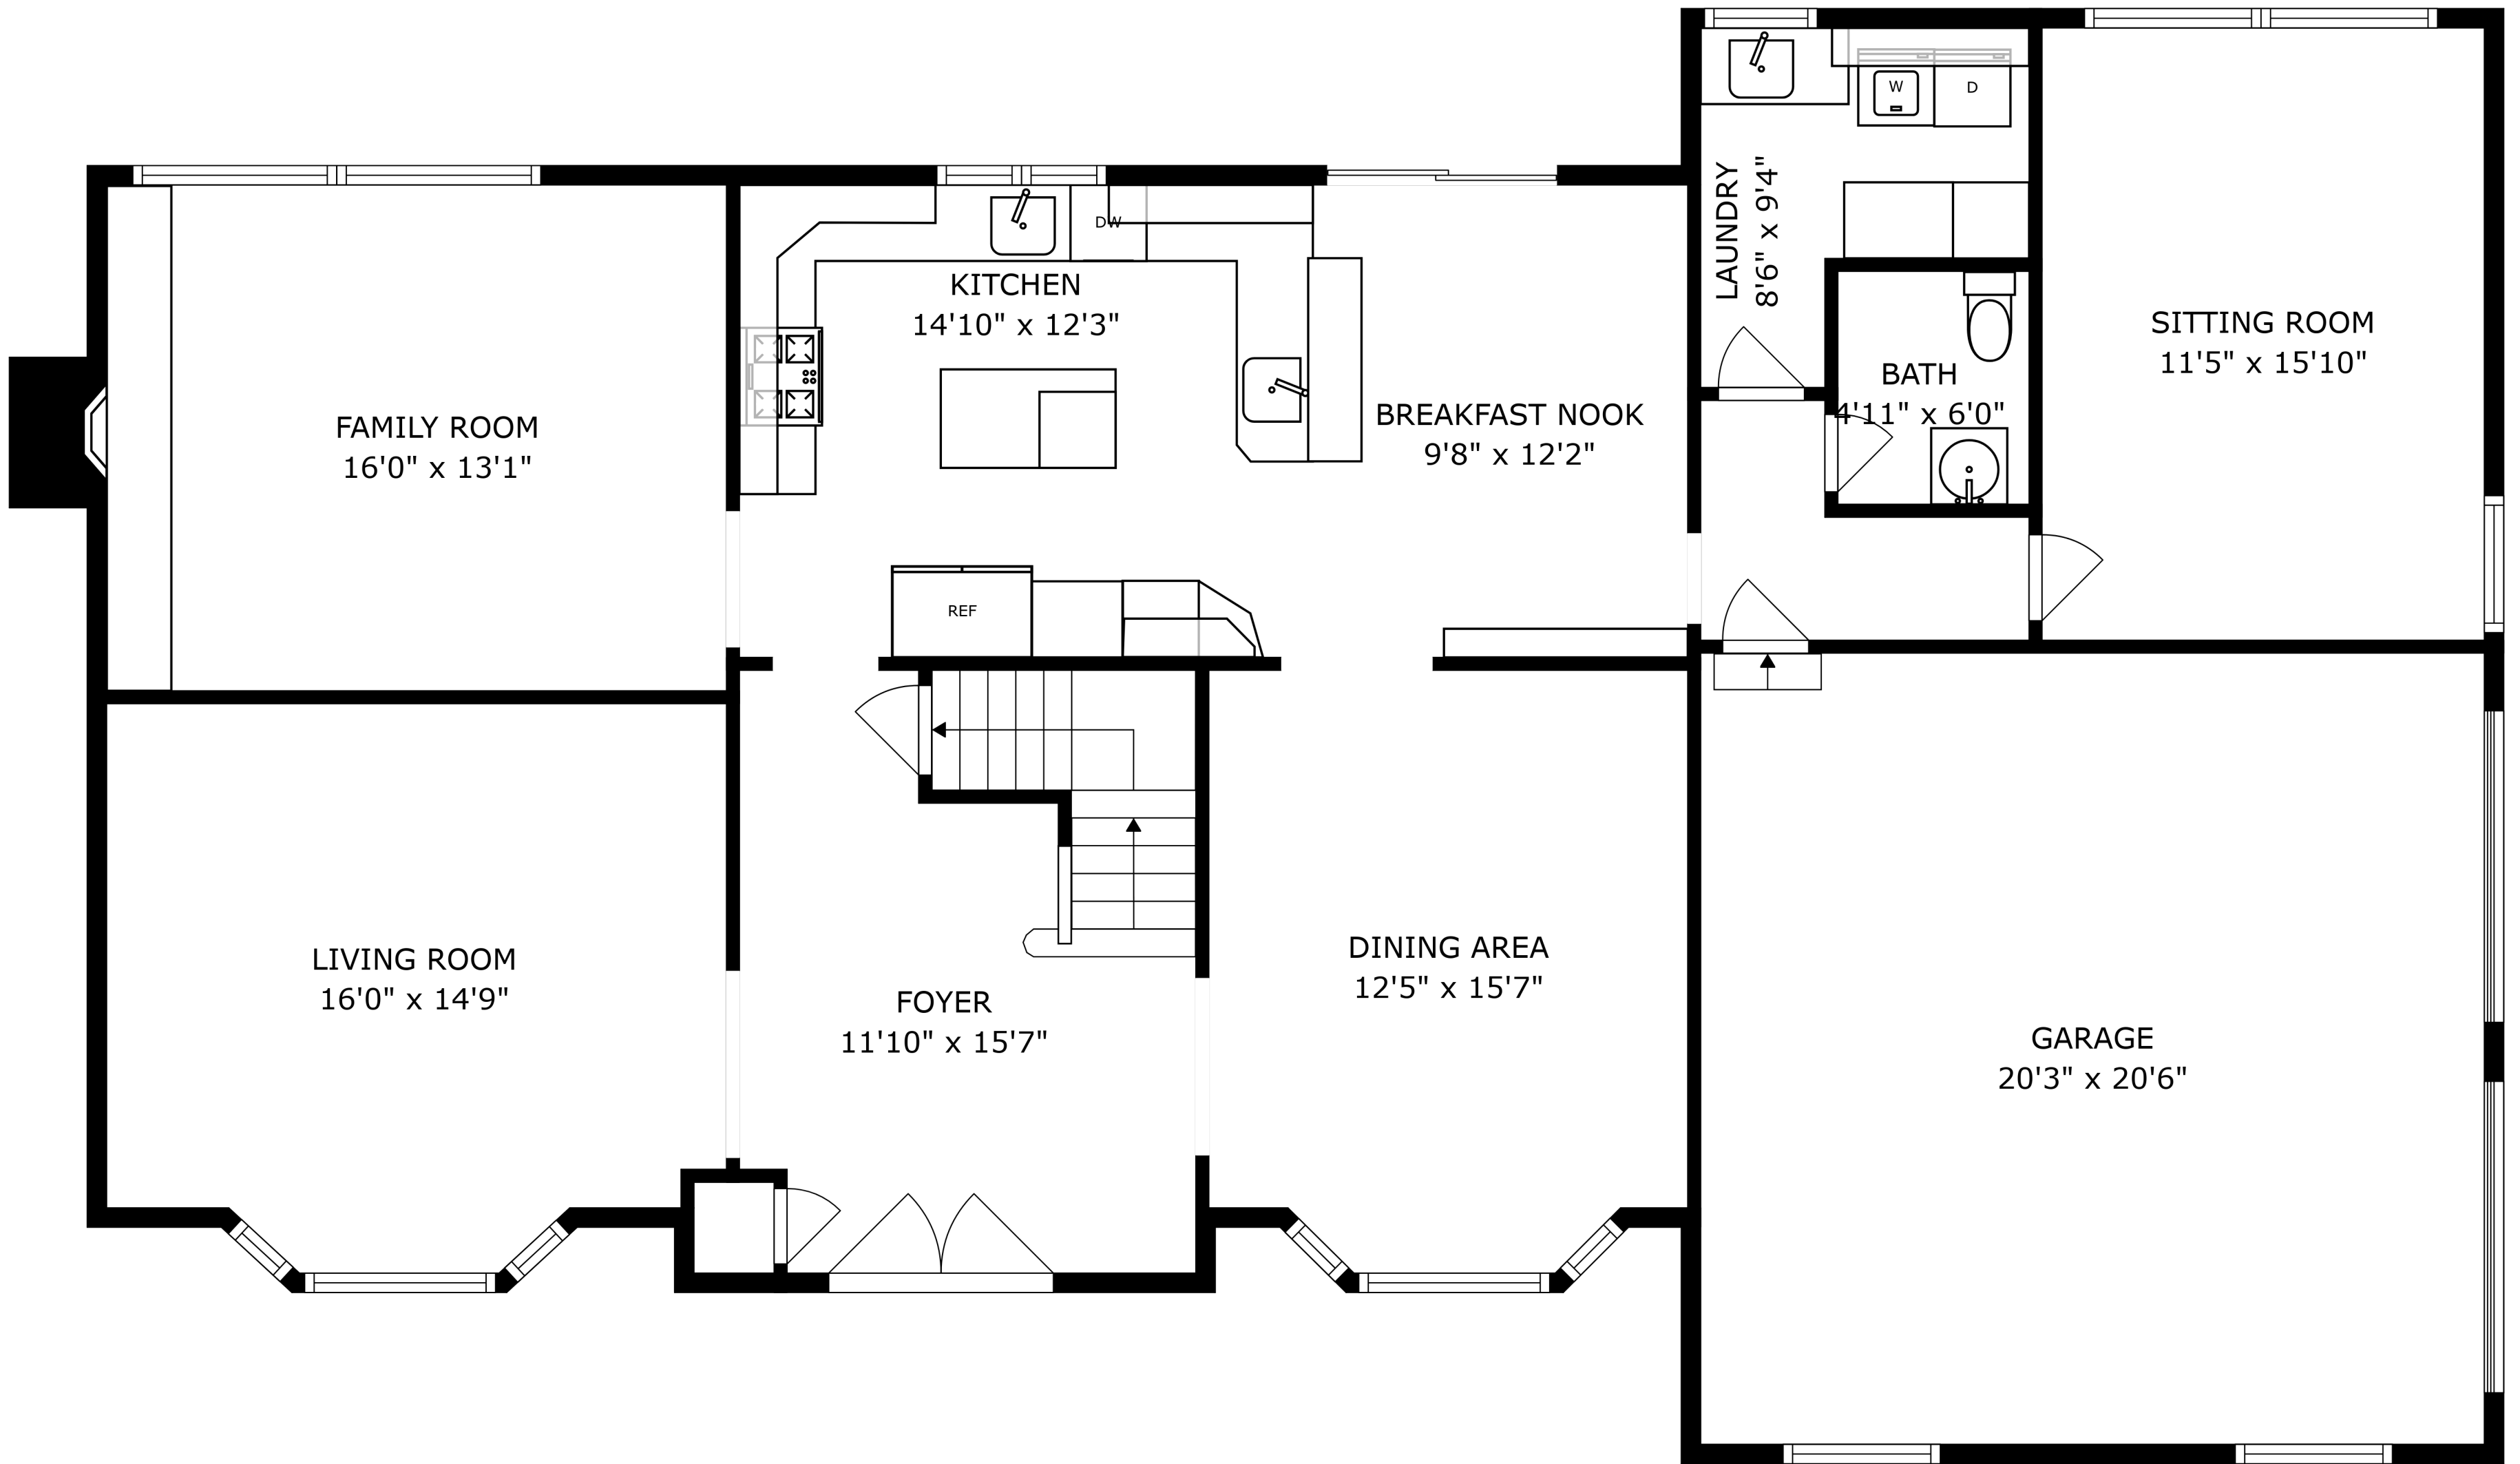 W
D
LAUNDRY
8'6" x 9'4"
DW
KITCHEN
14'10" x 12'3"
SITTING ROOM
11'5" x 15'10"
BATH
4'11" x 6'0"
FAMILY ROOM
16'0" x 13'1"
BREAKFAST NOOK
9'8" x 12'2"
REF
LIVING ROOM
16'0" x 14'9"
FOYER
11'10" x 15'7"
DINING AREA
12'5" x 15'7"
GARAGE
20'3" x 20'6"